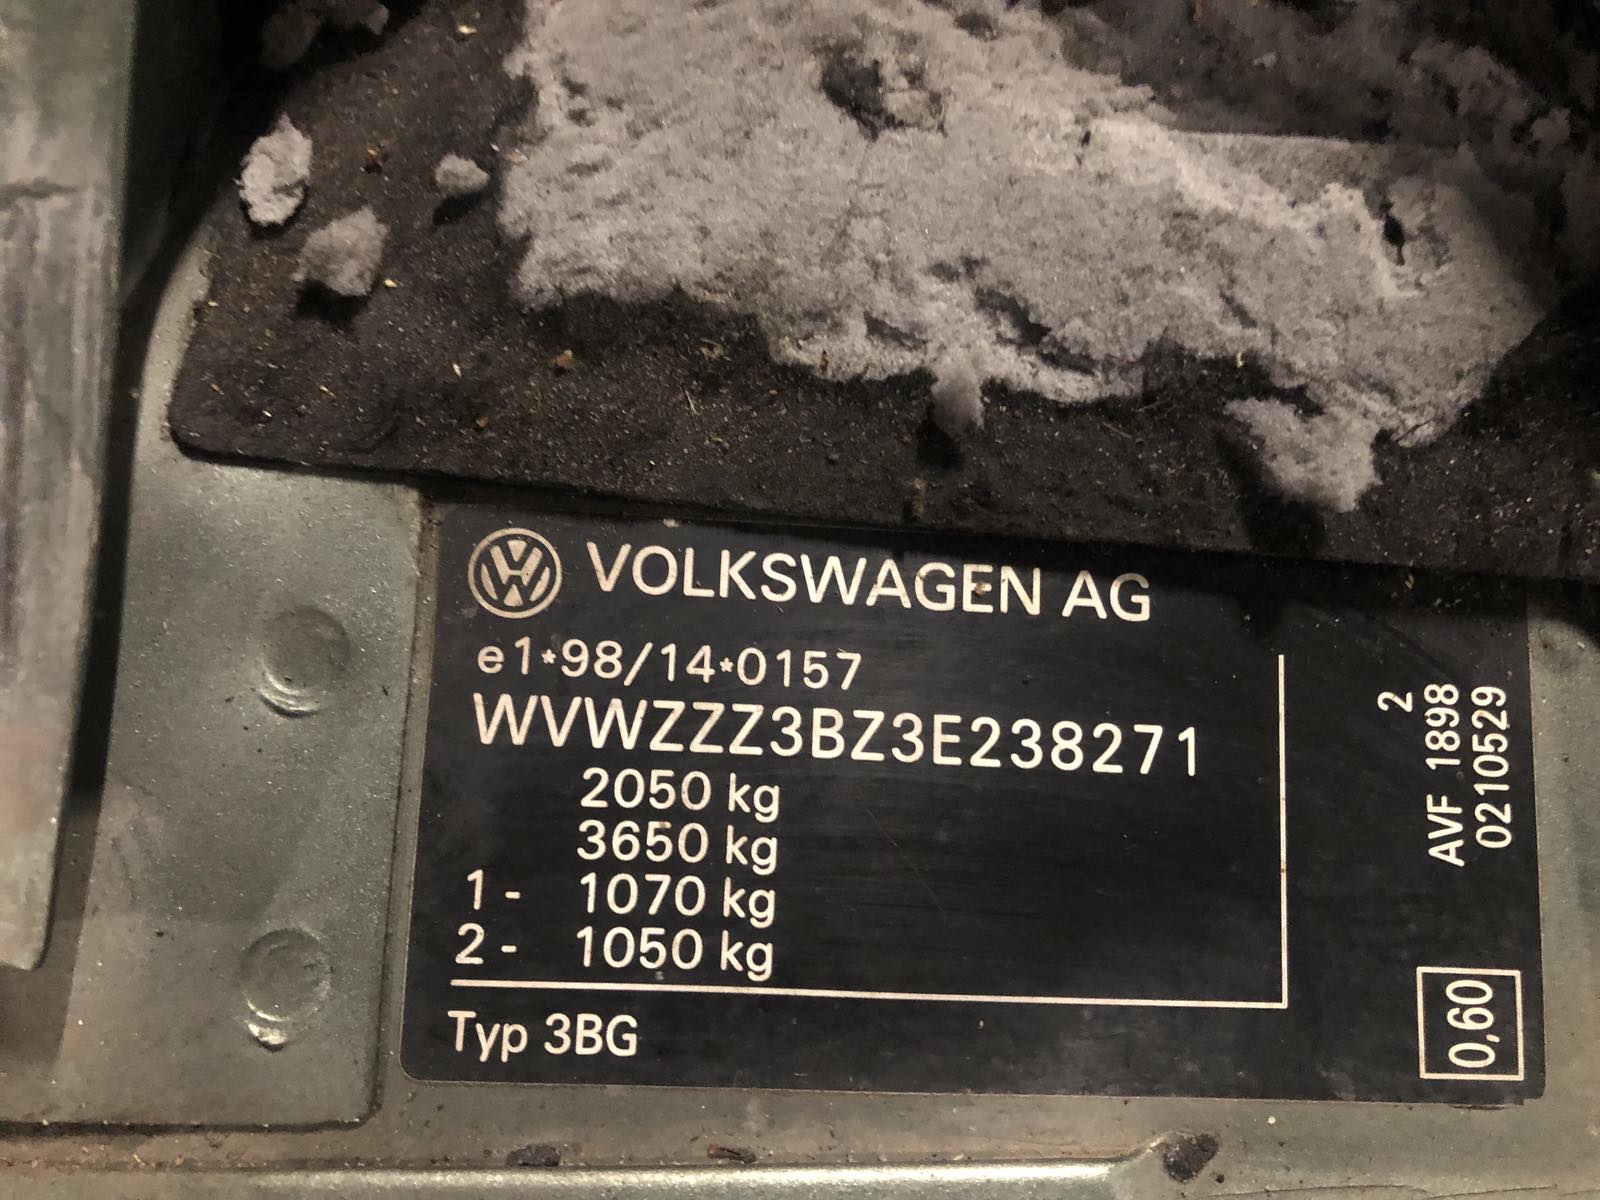 VOLKSWAGEN AG
e1*98/14*0157
WVWZZZ3BZ3E238271
2050 kg
3650 kg
1 - 1070 kg
2 - 1050 kg
Typ 3BG
2
AVF 1898
02110529
0,60